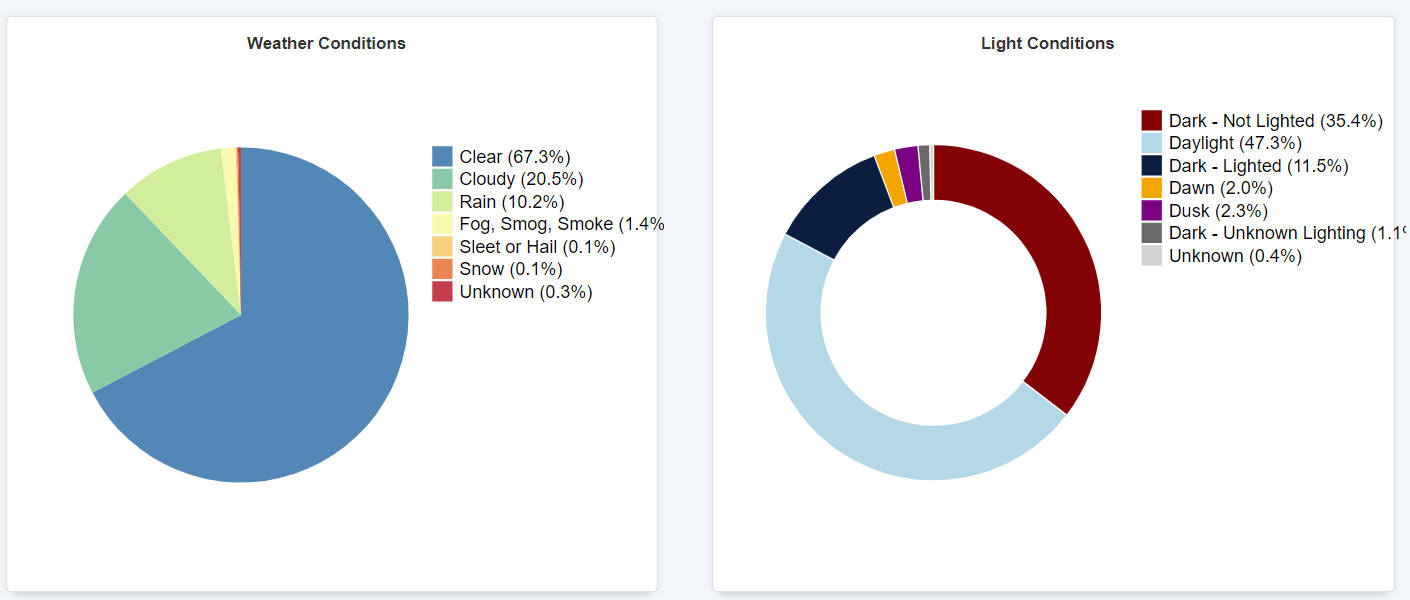 Weather Conditions
Clear (67.3%)
Cloudy (20.5%)
Rain (10.2%)
Fog, Smog, Smoke (1.4%
Sleet or Hail (0.1%)
Snow (0.1%)
Unknown (0.3%)
Light Conditions
Dark - Not Lighted (35.4%)
Daylight (47.3%)
Dark - Lighted (11.5%)
Dawn (2.0%)
Dusk (2.3%)
Dark - Unknown Lighting (1.1
Unknown (0.4%)